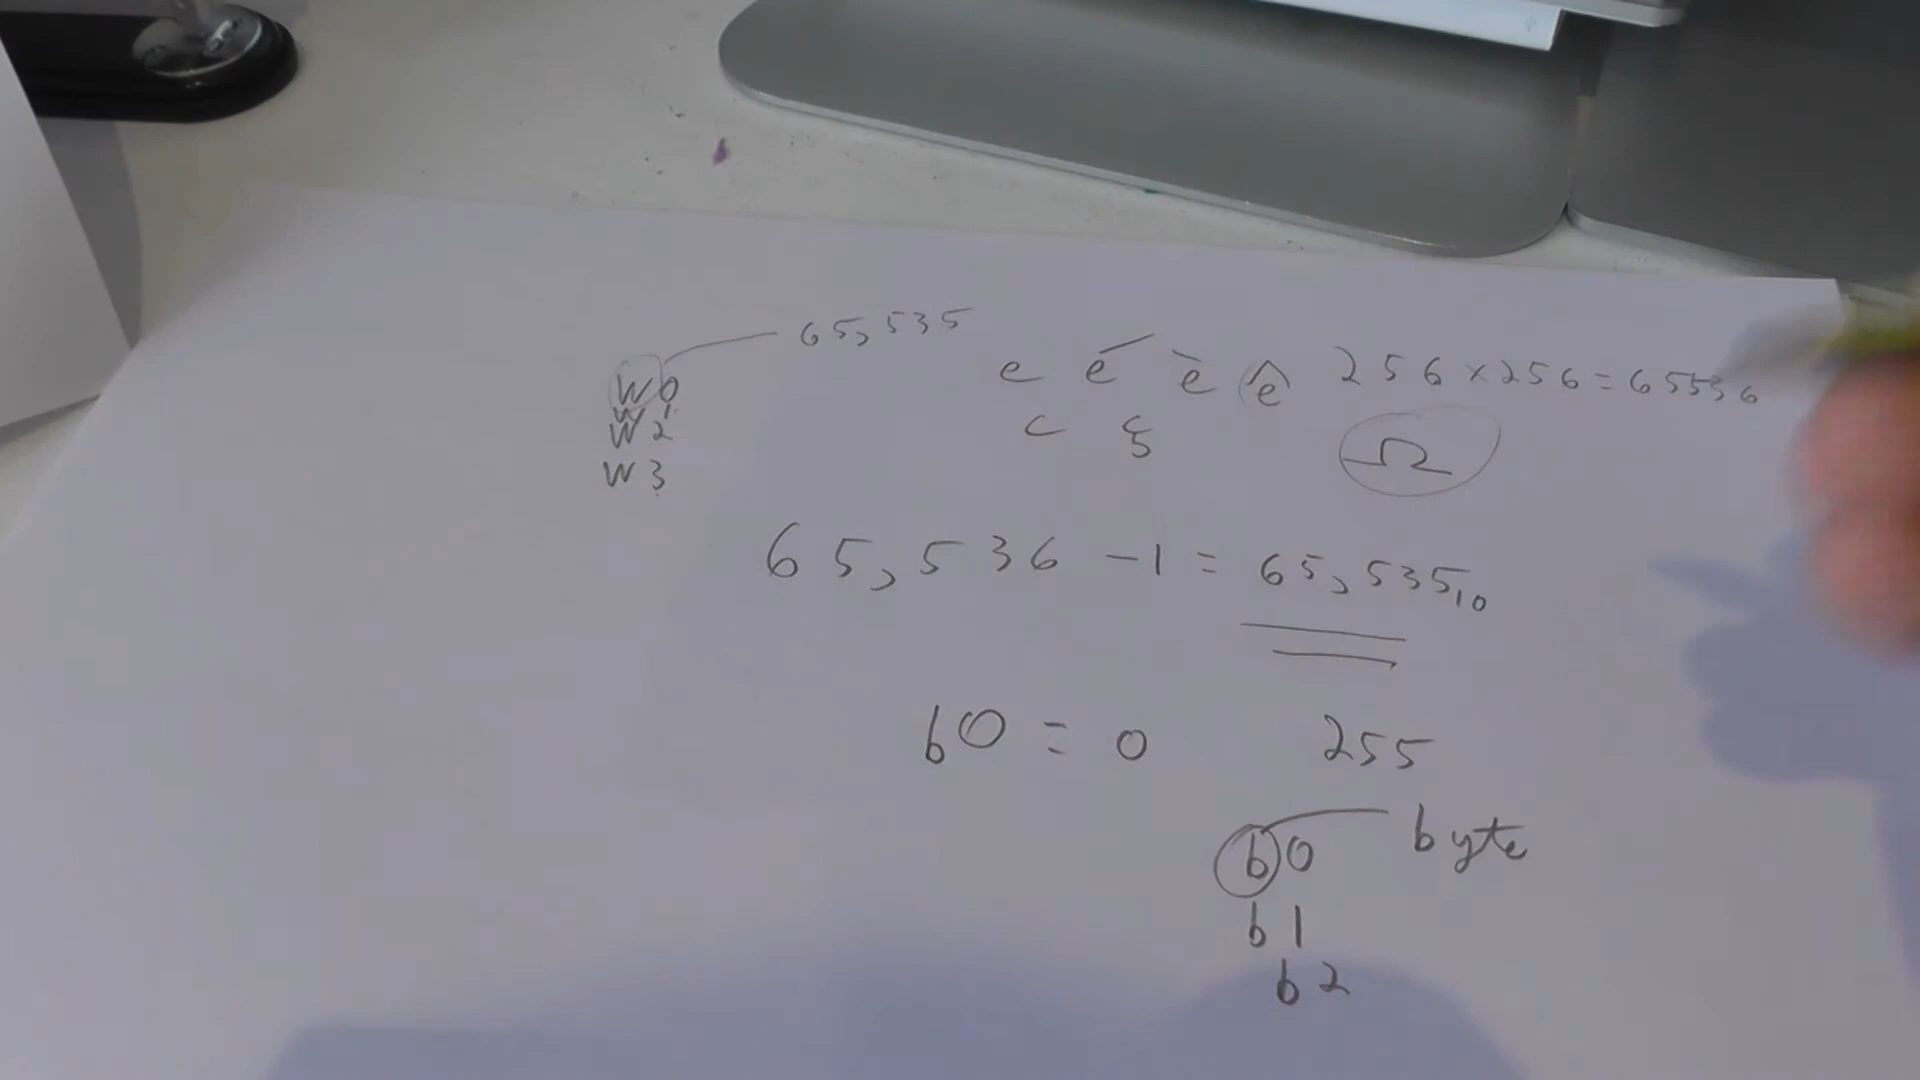 65,535
W0
W1
W2
W3
e é è ê 256 x 256 = 65536
c ç
Ω
65,536 - 1 = 65,535₁₀
b0 = 0 255
b0 byte
b1
b2